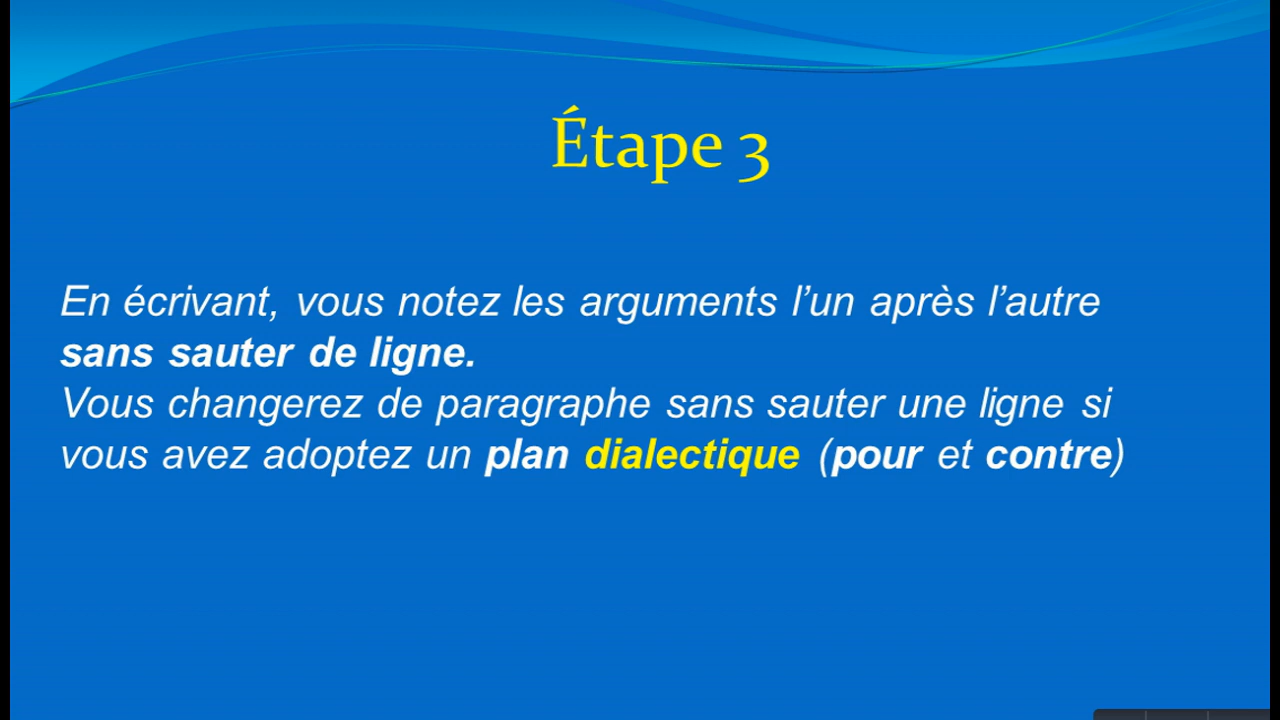 Étape 3
En écrivant, vous notez les arguments l’un après l’autre
sans sauter de ligne.
Vous changerez de paragraphe sans sauter une ligne si
vous avez adoptez un plan dialectique (pour et contre)